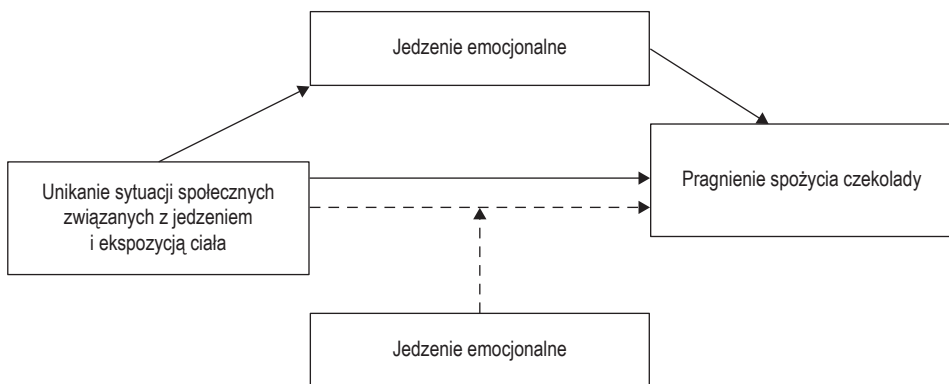 Jedzenie emocjonalne
Unikanie sytuacji społecznych
związanych z jedzeniem
i ekspozycją ciała
Pragnienie spożycia czekolady
Jedzenie emocjonalne